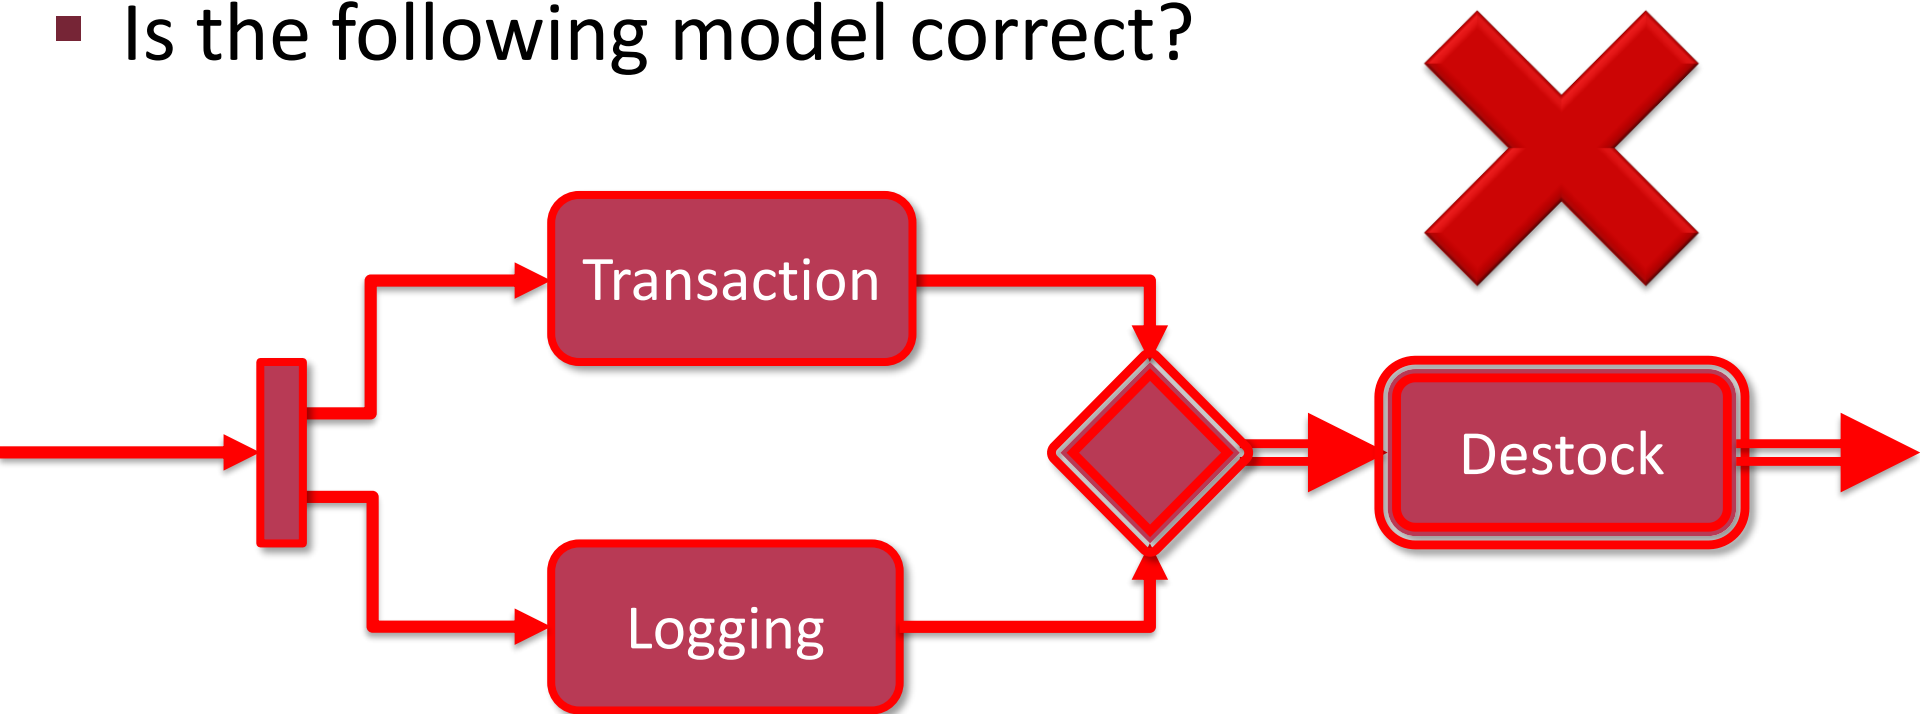 Is the following model correct?
Transaction
Destock
Logging